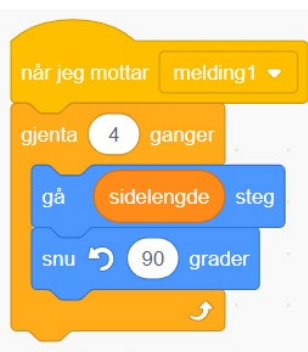 når jeg mottar melding1
gjenta 4 ganger
gå sidelengde steg
snu 90 grader